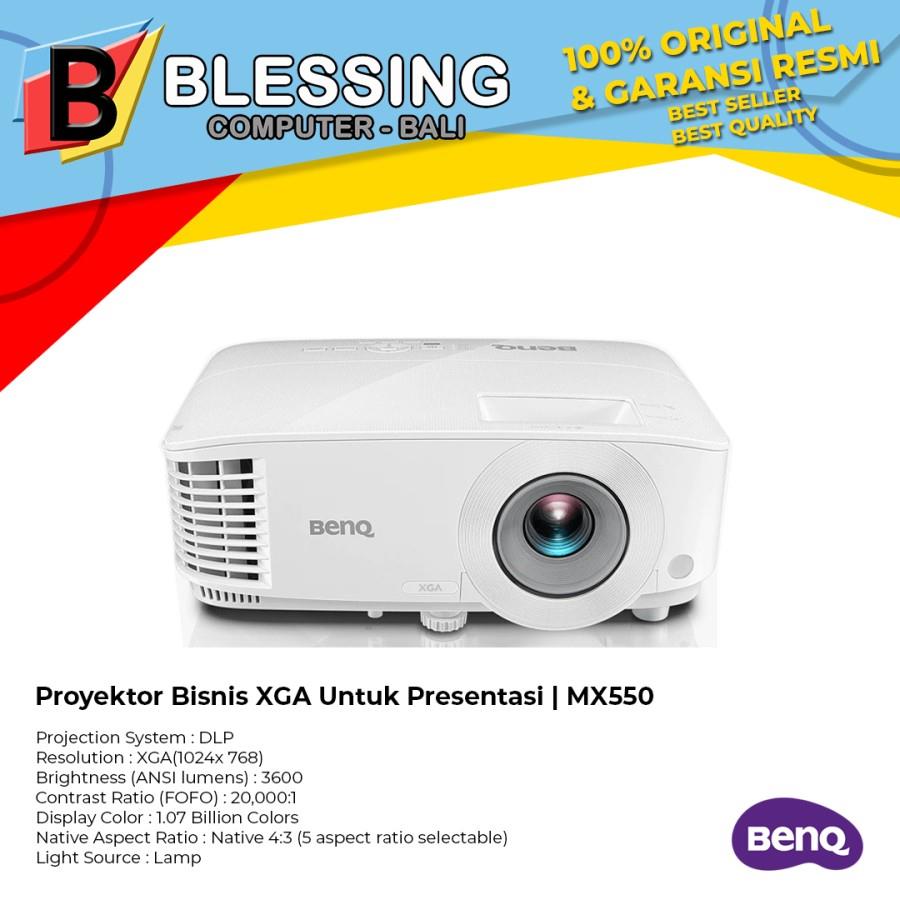 B
BLESSING
COMPUTER - BALI
100% ORIGINAL
& GARANSI RESMI
BEST SELLER
BEST QUALITY
BenQ
BenQ
XGA
Proyektor Bisnis XGA Untuk Presentasi | MX550
Projection System : DLP
Resolution : XGA(1024x 768)
Brightness (ANSI lumens) : 3600
Contrast Ratio (FOFO) : 20,000:1
Display Color : 1.07 Billion Colors
Native Aspect Ratio : Native 4:3 (5 aspect ratio selectable)
Light Source : Lamp
BenQ